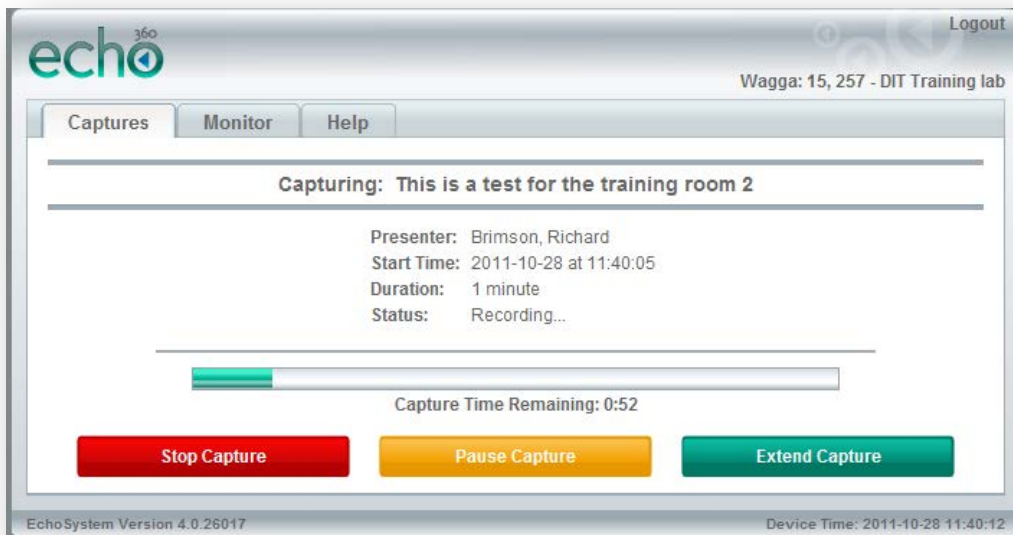 Logout
echo360
Wagga: 15, 257 - DIT Training lab
Captures Monitor Help
Capturing: This is a test for the training room 2
Presenter: Brimson, Richard
Start Time: 2011-10-28 at 11:40:05
Duration: 1 minute
Status: Recording...
Capture Time Remaining: 0:52
Stop Capture Pause Capture Extend Capture
EchoSystem Version 4.0.26017 Device Time: 2011-10-28 11:40:12